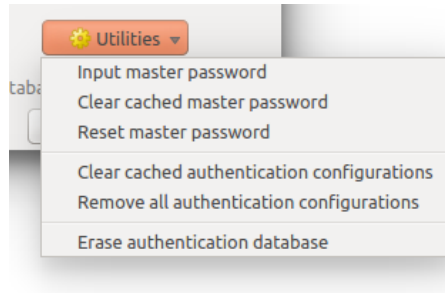 Utilities
Input master password
taba
Clear cached master password
Reset master password
Clear cached authentication configurations
Remove all authentication configurations
Erase authentication database